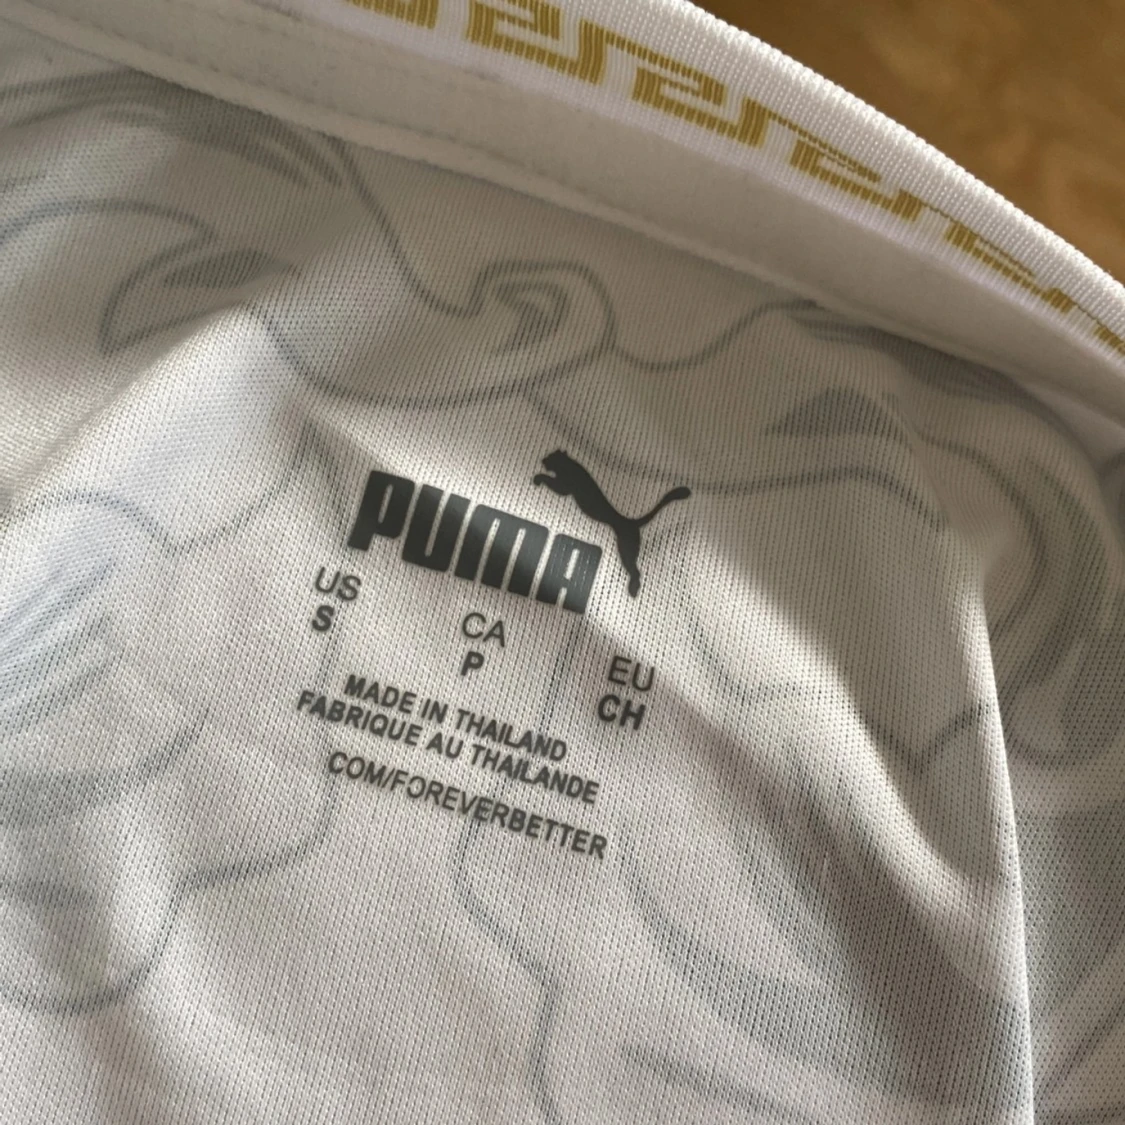 PUMA
US CA EU
S P CH
MADE IN THAILAND
FABRIQUE AU THAILANDE
COM/FOREVERBETTER